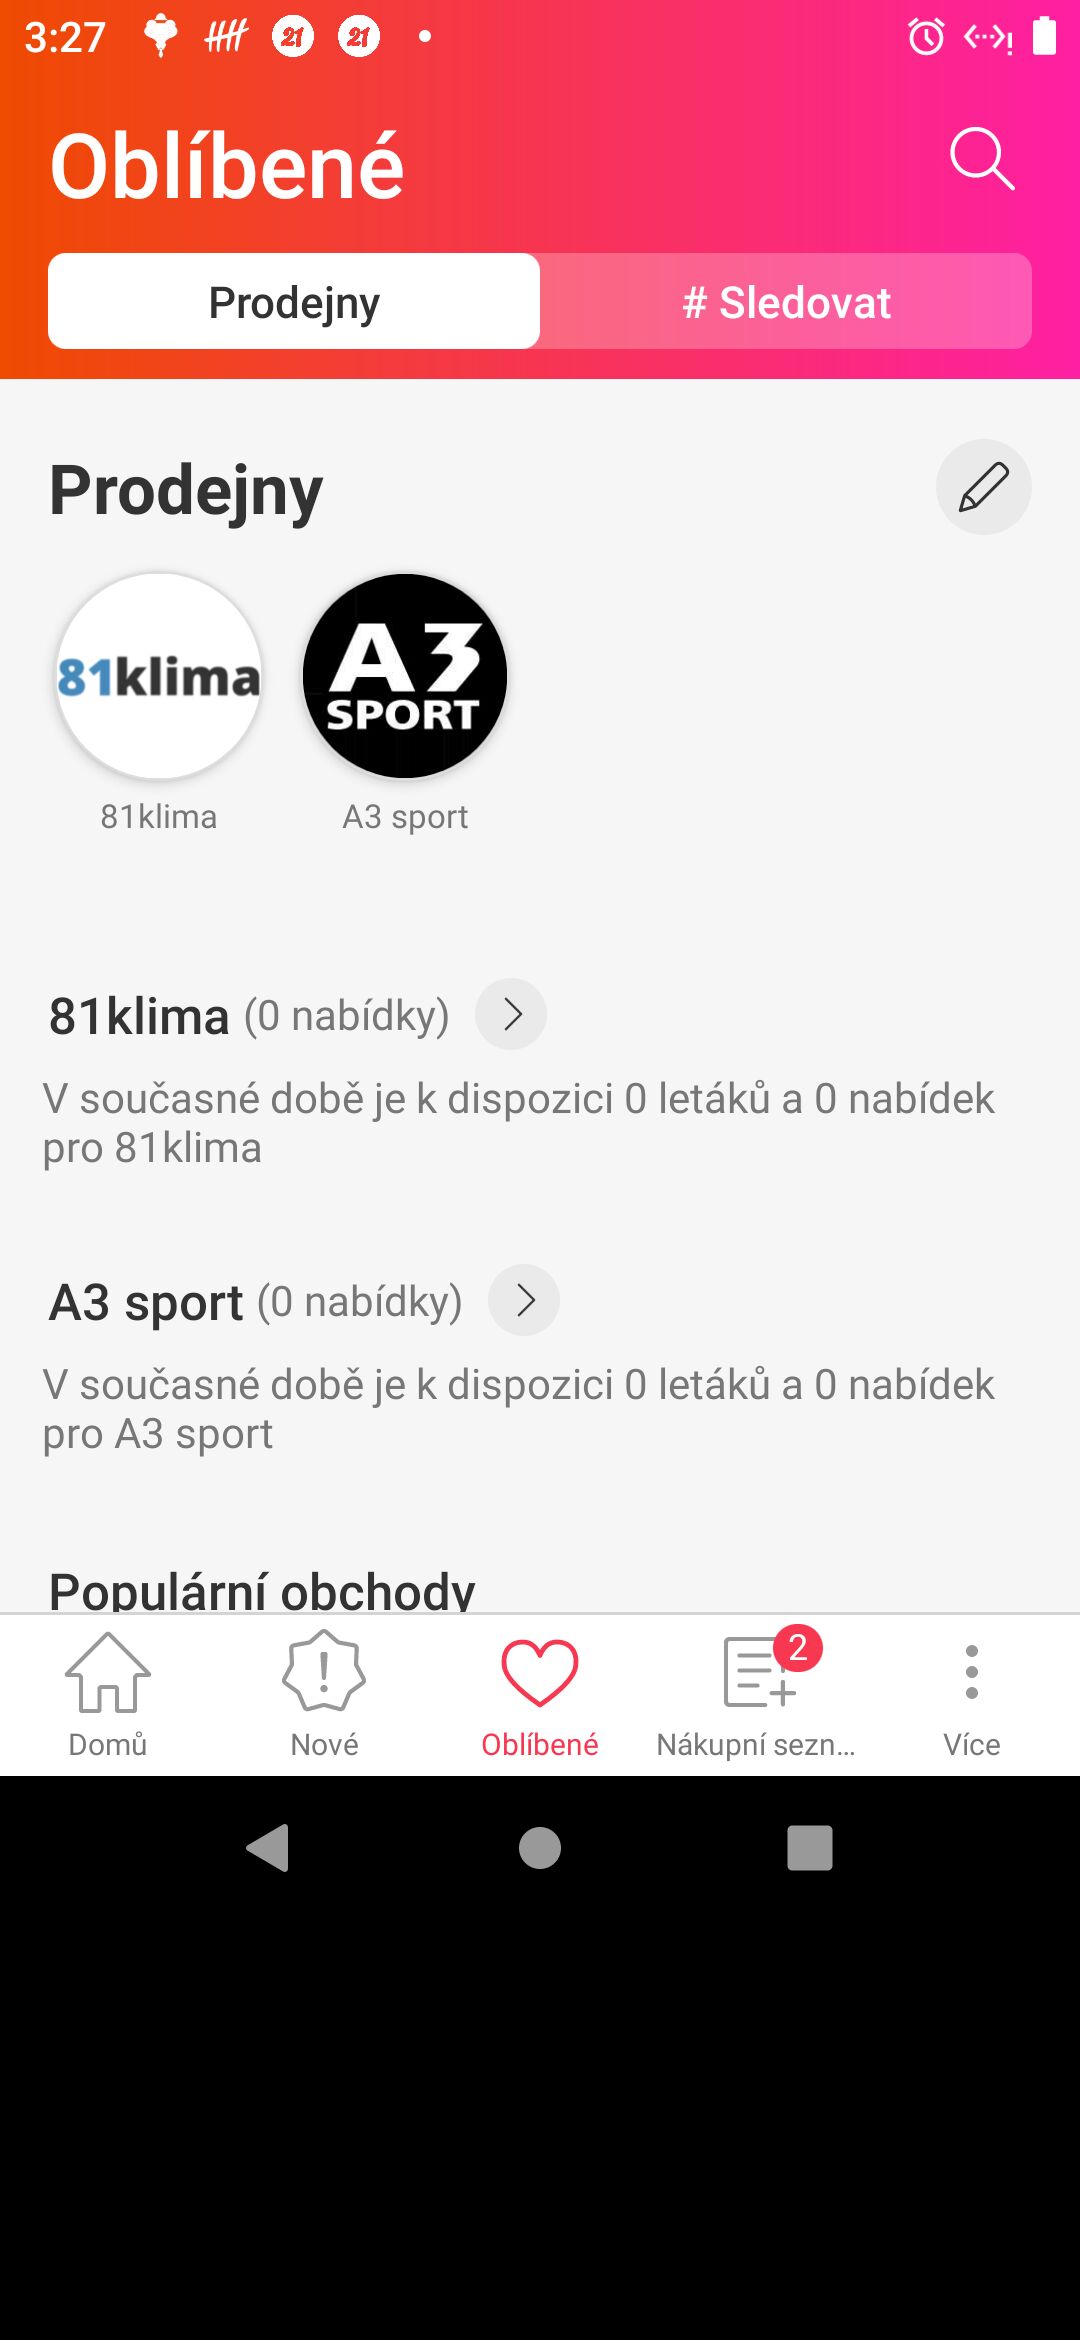 3:27
21
21
Oblíbené
Prodejny
# Sledovat
Prodejny
81klima
A3
SPORT
81klima
A3 sport
81klima (0 nabídky)
V současné době je k dispozici 0 letáků a 0 nabídek
pro 81klima
A3 sport (0 nabídky)
V současné době je k dispozici 0 letáků a 0 nabídek
pro A3 sport
Populární obchody
2
Domů
Nové
Oblíbené
Nákupní sezn...
Více